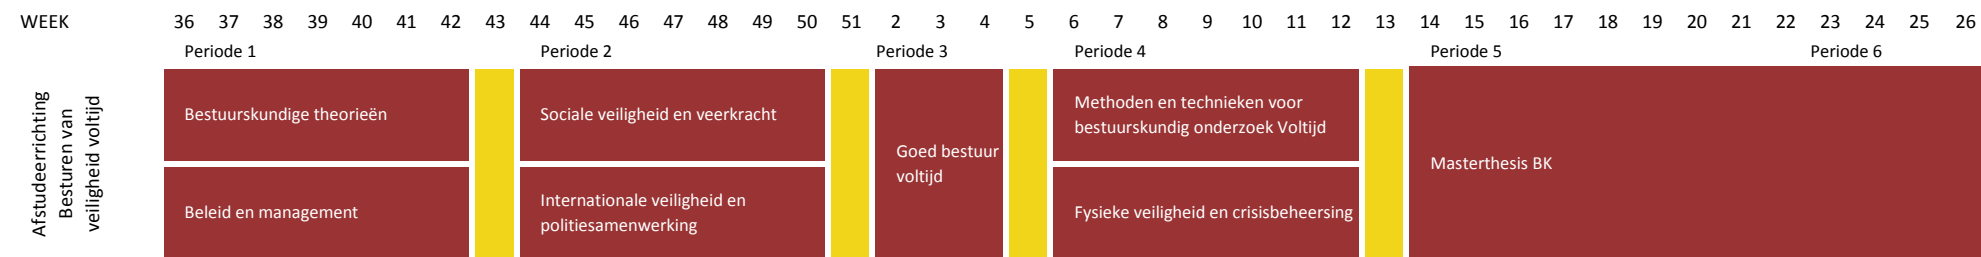 WEEK 36 37 38 39 40 41 42 43 44 45 46 47 48 49 50 51 2 3 4 5 6 7 8 9 10 11 12 13 14 15 16 17 18 19 20 21 22 23 24 25 26
Periode 1 Periode 2 Periode 3 Periode 4 Periode 5 Periode 6
Afstudeerrichting
Besturen van
veiligheid voltijd
Bestuurskundige theorieën
Beleid en management
Sociale veiligheid en veerkracht
Internationale veiligheid en
politiesamenwerking
Goed bestuur
voltijd
Methoden en technieken voor
bestuurskundig onderzoek Voltijd
Fysieke veiligheid en crisisbeheersing
Masterthesis BK